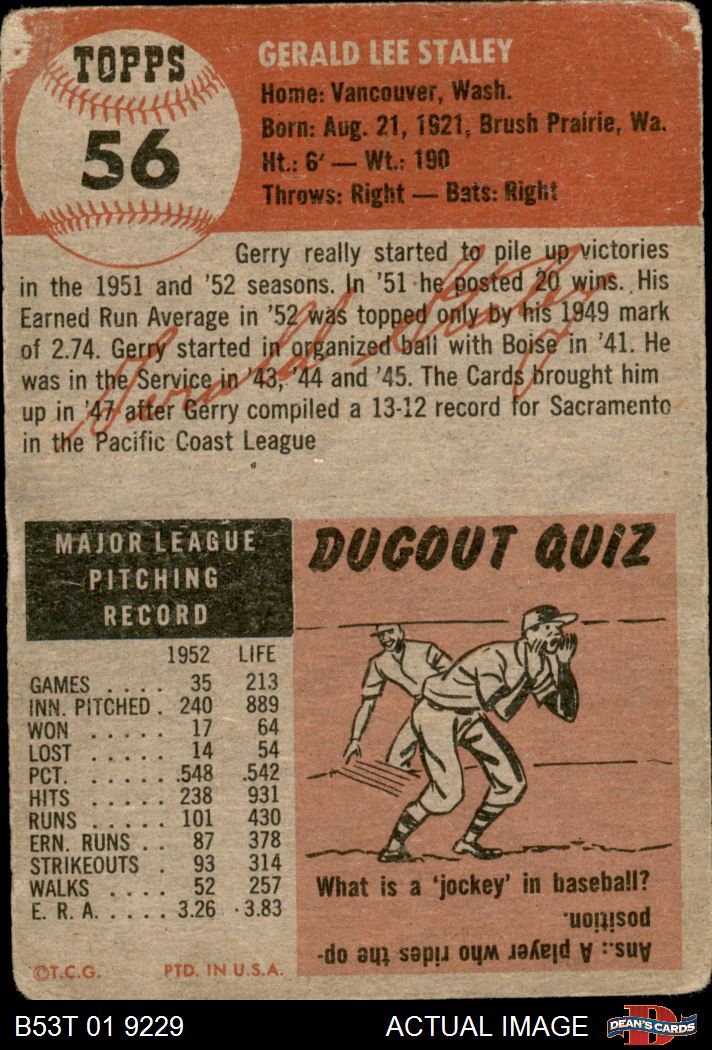 TOPPS
56
GERALD LEE STALEY
Home: Vancouver, Wash.
Born: Aug. 21, 1921, Brush Prairie, Wa.
Ht.: 6' — Wt.: 190
Throws: Right — Bats: Right
Gerry really started to pile up victories
in the 1951 and '52 seasons. In '51 he posted 20 wins. His
Earned Run Average in '52 was topped only by his 1949 mark
of 2.74. Gerry started in organized ball with Boise in '41. He
was in the Service in '43, '44 and '45. The Cards brought him
up in '47 after Gerry compiled a 13-12 record for Sacramento
in the Pacific Coast League
Gerald Staley
MAJOR LEAGUE
PITCHING
RECORD
1952 LIFE
GAMES . . . . 35 213
INN. PITCHED . 240 889
WON . . . . . 17 64
LOST . . . . . 14 54
PCT. . . . . . .548 .542
HITS . . . . . 238 931
RUNS . . . . . 101 430
ERN. RUNS . . 87 378
STRIKEOUTS . 93 314
WALKS . . . . 52 257
E. R. A. . . . . 3.26 3.83
©T.C.G. PTD. IN U.S.A.
DUGOUT QUIZ
What is a 'jockey' in baseball?
Ans.: A player who rides the op-
position.
B53T 01 9229 ACTUAL IMAGE
D
DEAN'S CARDS